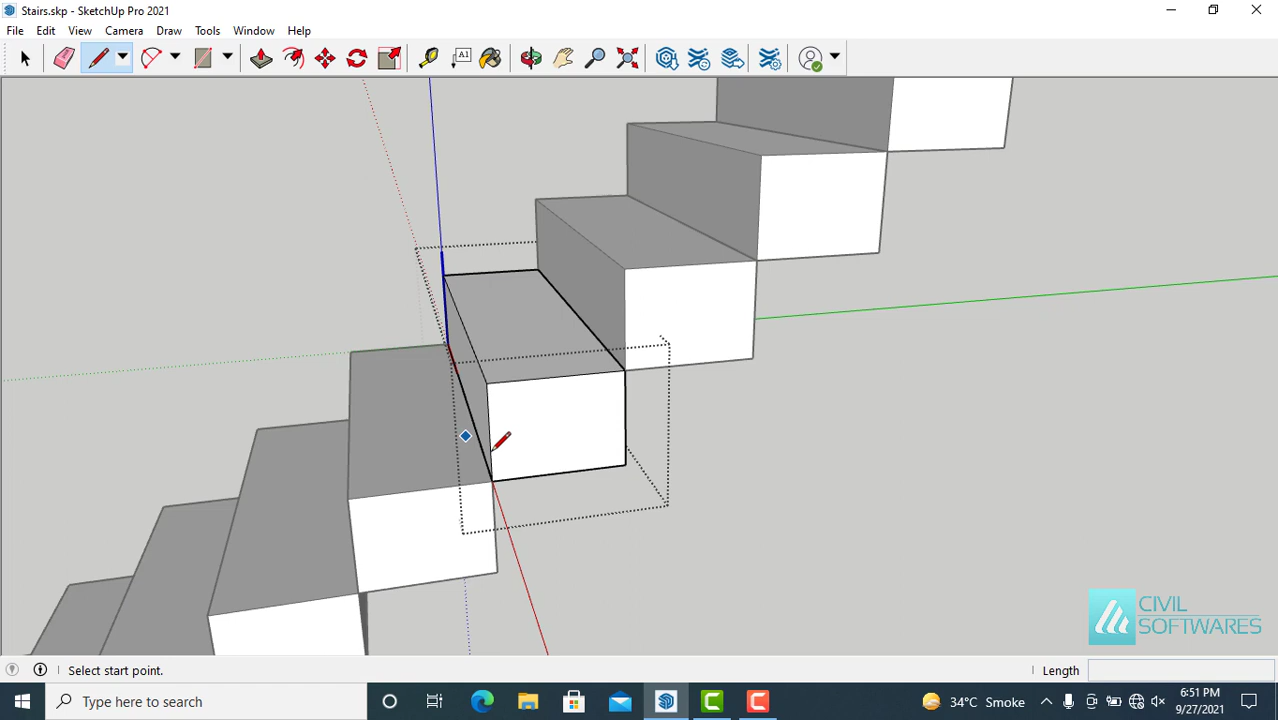 Stairs.skp - SketchUp Pro 2021
File Edit View Camera Draw Tools Window Help
A1
CIVIL
SOFTWARES
Select start point.
Length
Type here to search
34°C Smoke
6:51 PM
9/27/2021